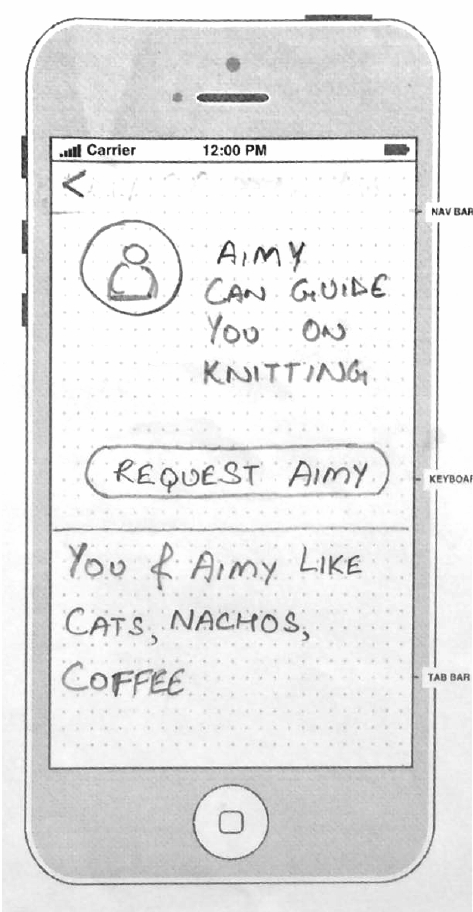 Carrier 12:00 PM
<
NAV BAR
AIMY
CAN GUIDE
YOU ON
KNITTING
REQUEST AIMY
KEYBOAR
YOU & AIMY LIKE
CATS, NACHOS,
COFFEE
TAB BAR